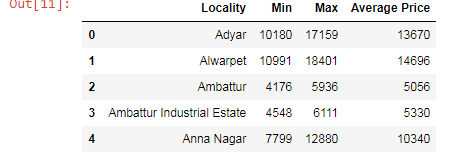 Out[11]:
Locality Min Max Average Price
0 Adyar 10180 17159 13670
1 Alwarpet 10991 18401 14696
2 Ambattur 4176 5936 5056
3 Ambattur Industrial Estate 4548 6111 5330
4 Anna Nagar 7799 12880 10340